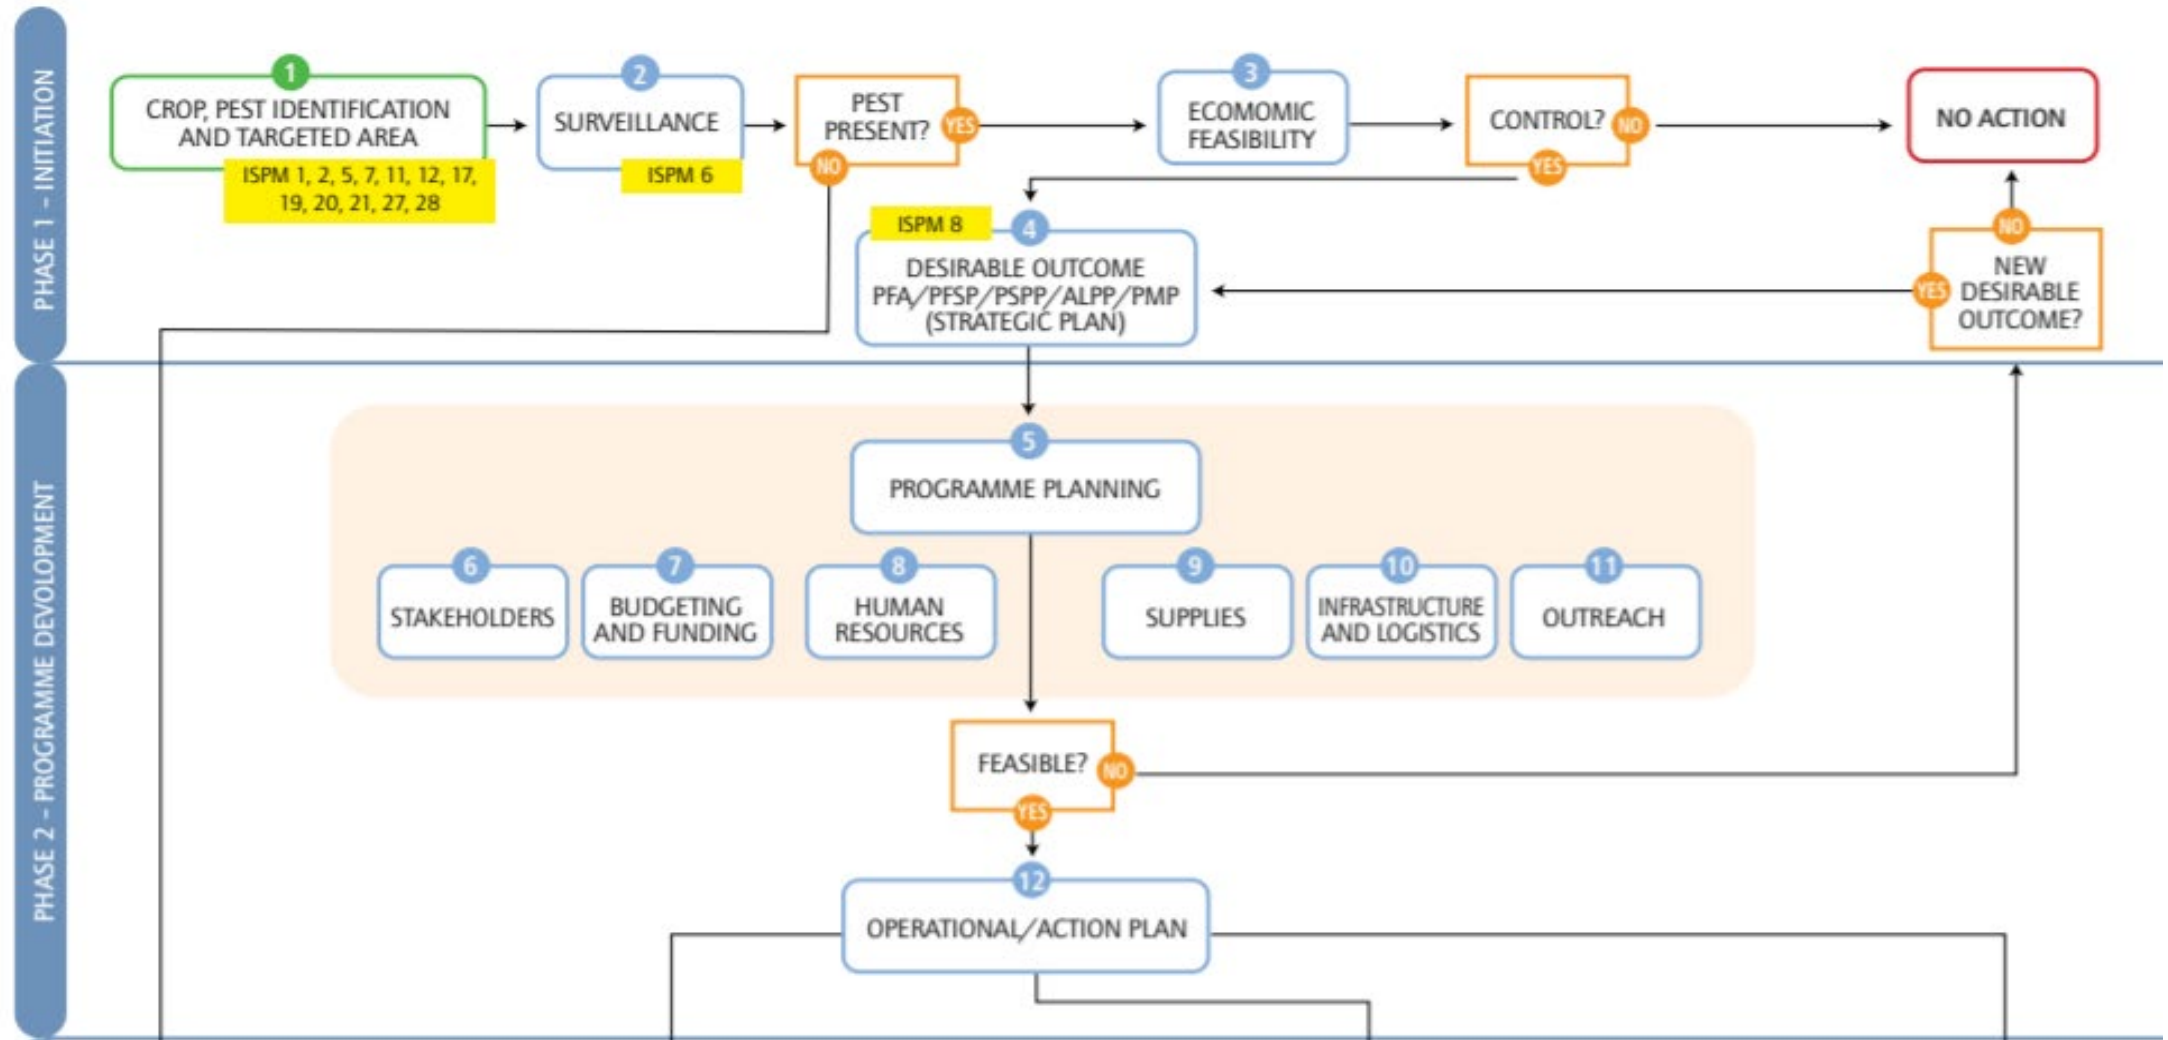 PHASE 1 – INITIATION
1
CROP, PEST IDENTIFICATION
AND TARGETED AREA
ISPM 1, 2, 5, 7, 11, 12, 17,
19, 20, 21, 27, 28
2
SURVEILLANCE
ISPM 6
PEST
PRESENT?
YES
NO
3
ECOMOMIC
FEASIBILITY
CONTROL?
NO
YES
NO ACTION
ISPM 8
4
DESIRABLE OUTCOME
PFA/PFSP/PSPP/ALPP/PMP
(STRATEGIC PLAN)
NO
YES
NEW
DESIRABLE
OUTCOME?
PHASE 2 – PROGRAMME DEVOLOPMENT
5
PROGRAMME PLANNING
6
STAKEHOLDERS
7
BUDGETING
AND FUNDING
8
HUMAN
RESOURCES
9
SUPPLIES
10
INFRASTRUCTURE
AND LOGISTICS
11
OUTREACH
FEASIBLE?
NO
YES
12
OPERATIONAL/ACTION PLAN